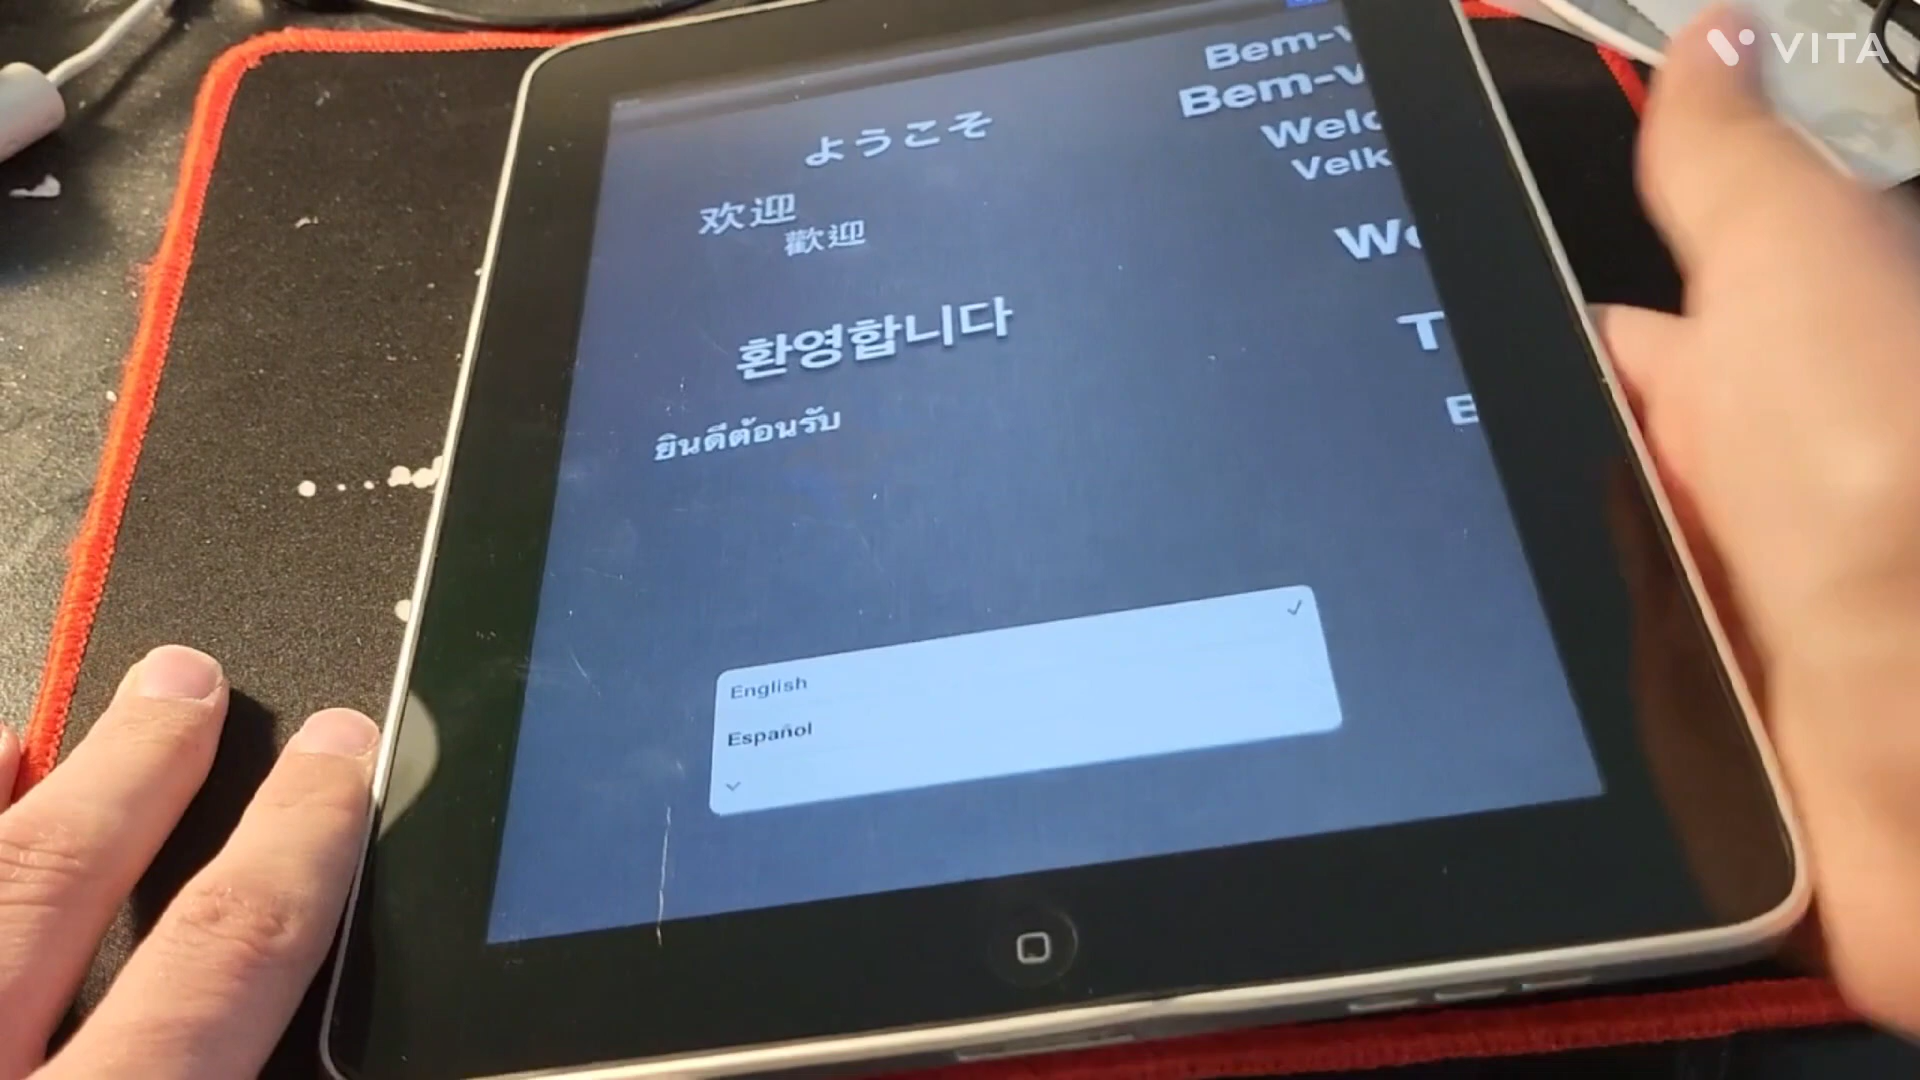 VITA
Bem-v
Bem-v
ようこそ
Welc
Velk
欢迎
歡迎
We
환영합니다
T
ยินดีต้อนรับ
E
English
Español